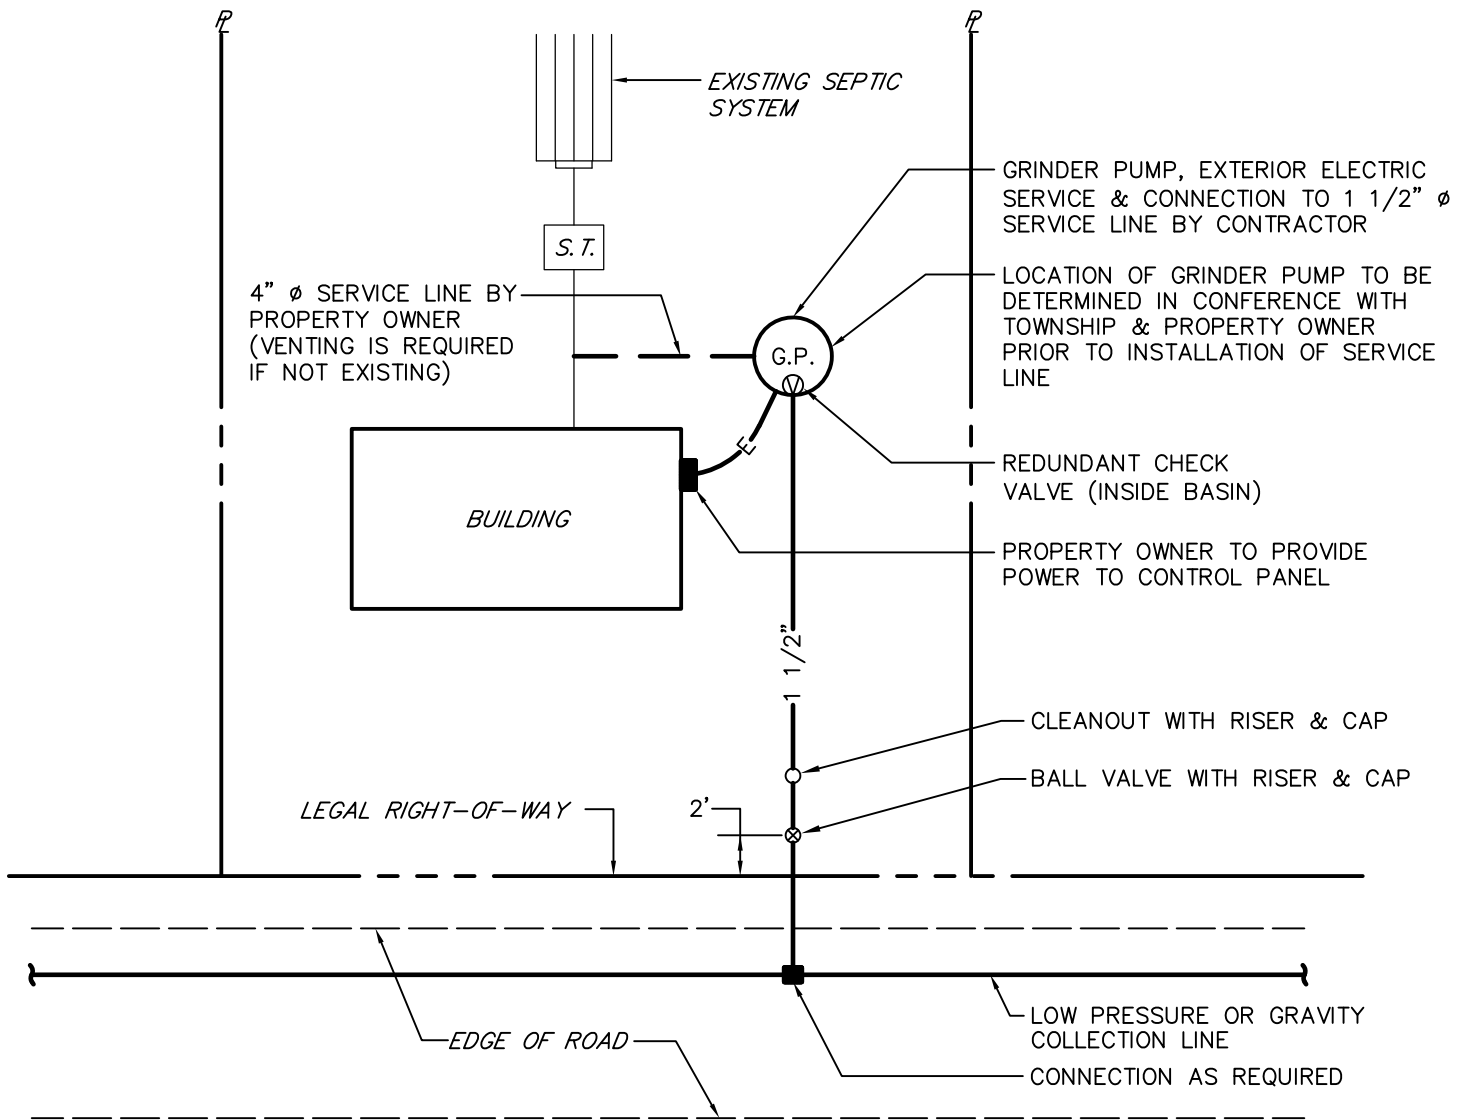 PL
PL
EXISTING SEPTIC
SYSTEM
GRINDER PUMP, EXTERIOR ELECTRIC
SERVICE & CONNECTION TO 1 1/2" ø
SERVICE LINE BY CONTRACTOR
S.T.
LOCATION OF GRINDER PUMP TO BE
DETERMINED IN CONFERENCE WITH
TOWNSHIP & PROPERTY OWNER
PRIOR TO INSTALLATION OF SERVICE
LINE
4" ø SERVICE LINE BY
PROPERTY OWNER
(VENTING IS REQUIRED
IF NOT EXISTING)
G.P.
V
E
REDUNDANT CHECK
VALVE (INSIDE BASIN)
BUILDING
PROPERTY OWNER TO PROVIDE
POWER TO CONTROL PANEL
1 1/2"
CLEANOUT WITH RISER & CAP
BALL VALVE WITH RISER & CAP
LEGAL RIGHT-OF-WAY
2'
LOW PRESSURE OR GRAVITY
COLLECTION LINE
EDGE OF ROAD
CONNECTION AS REQUIRED